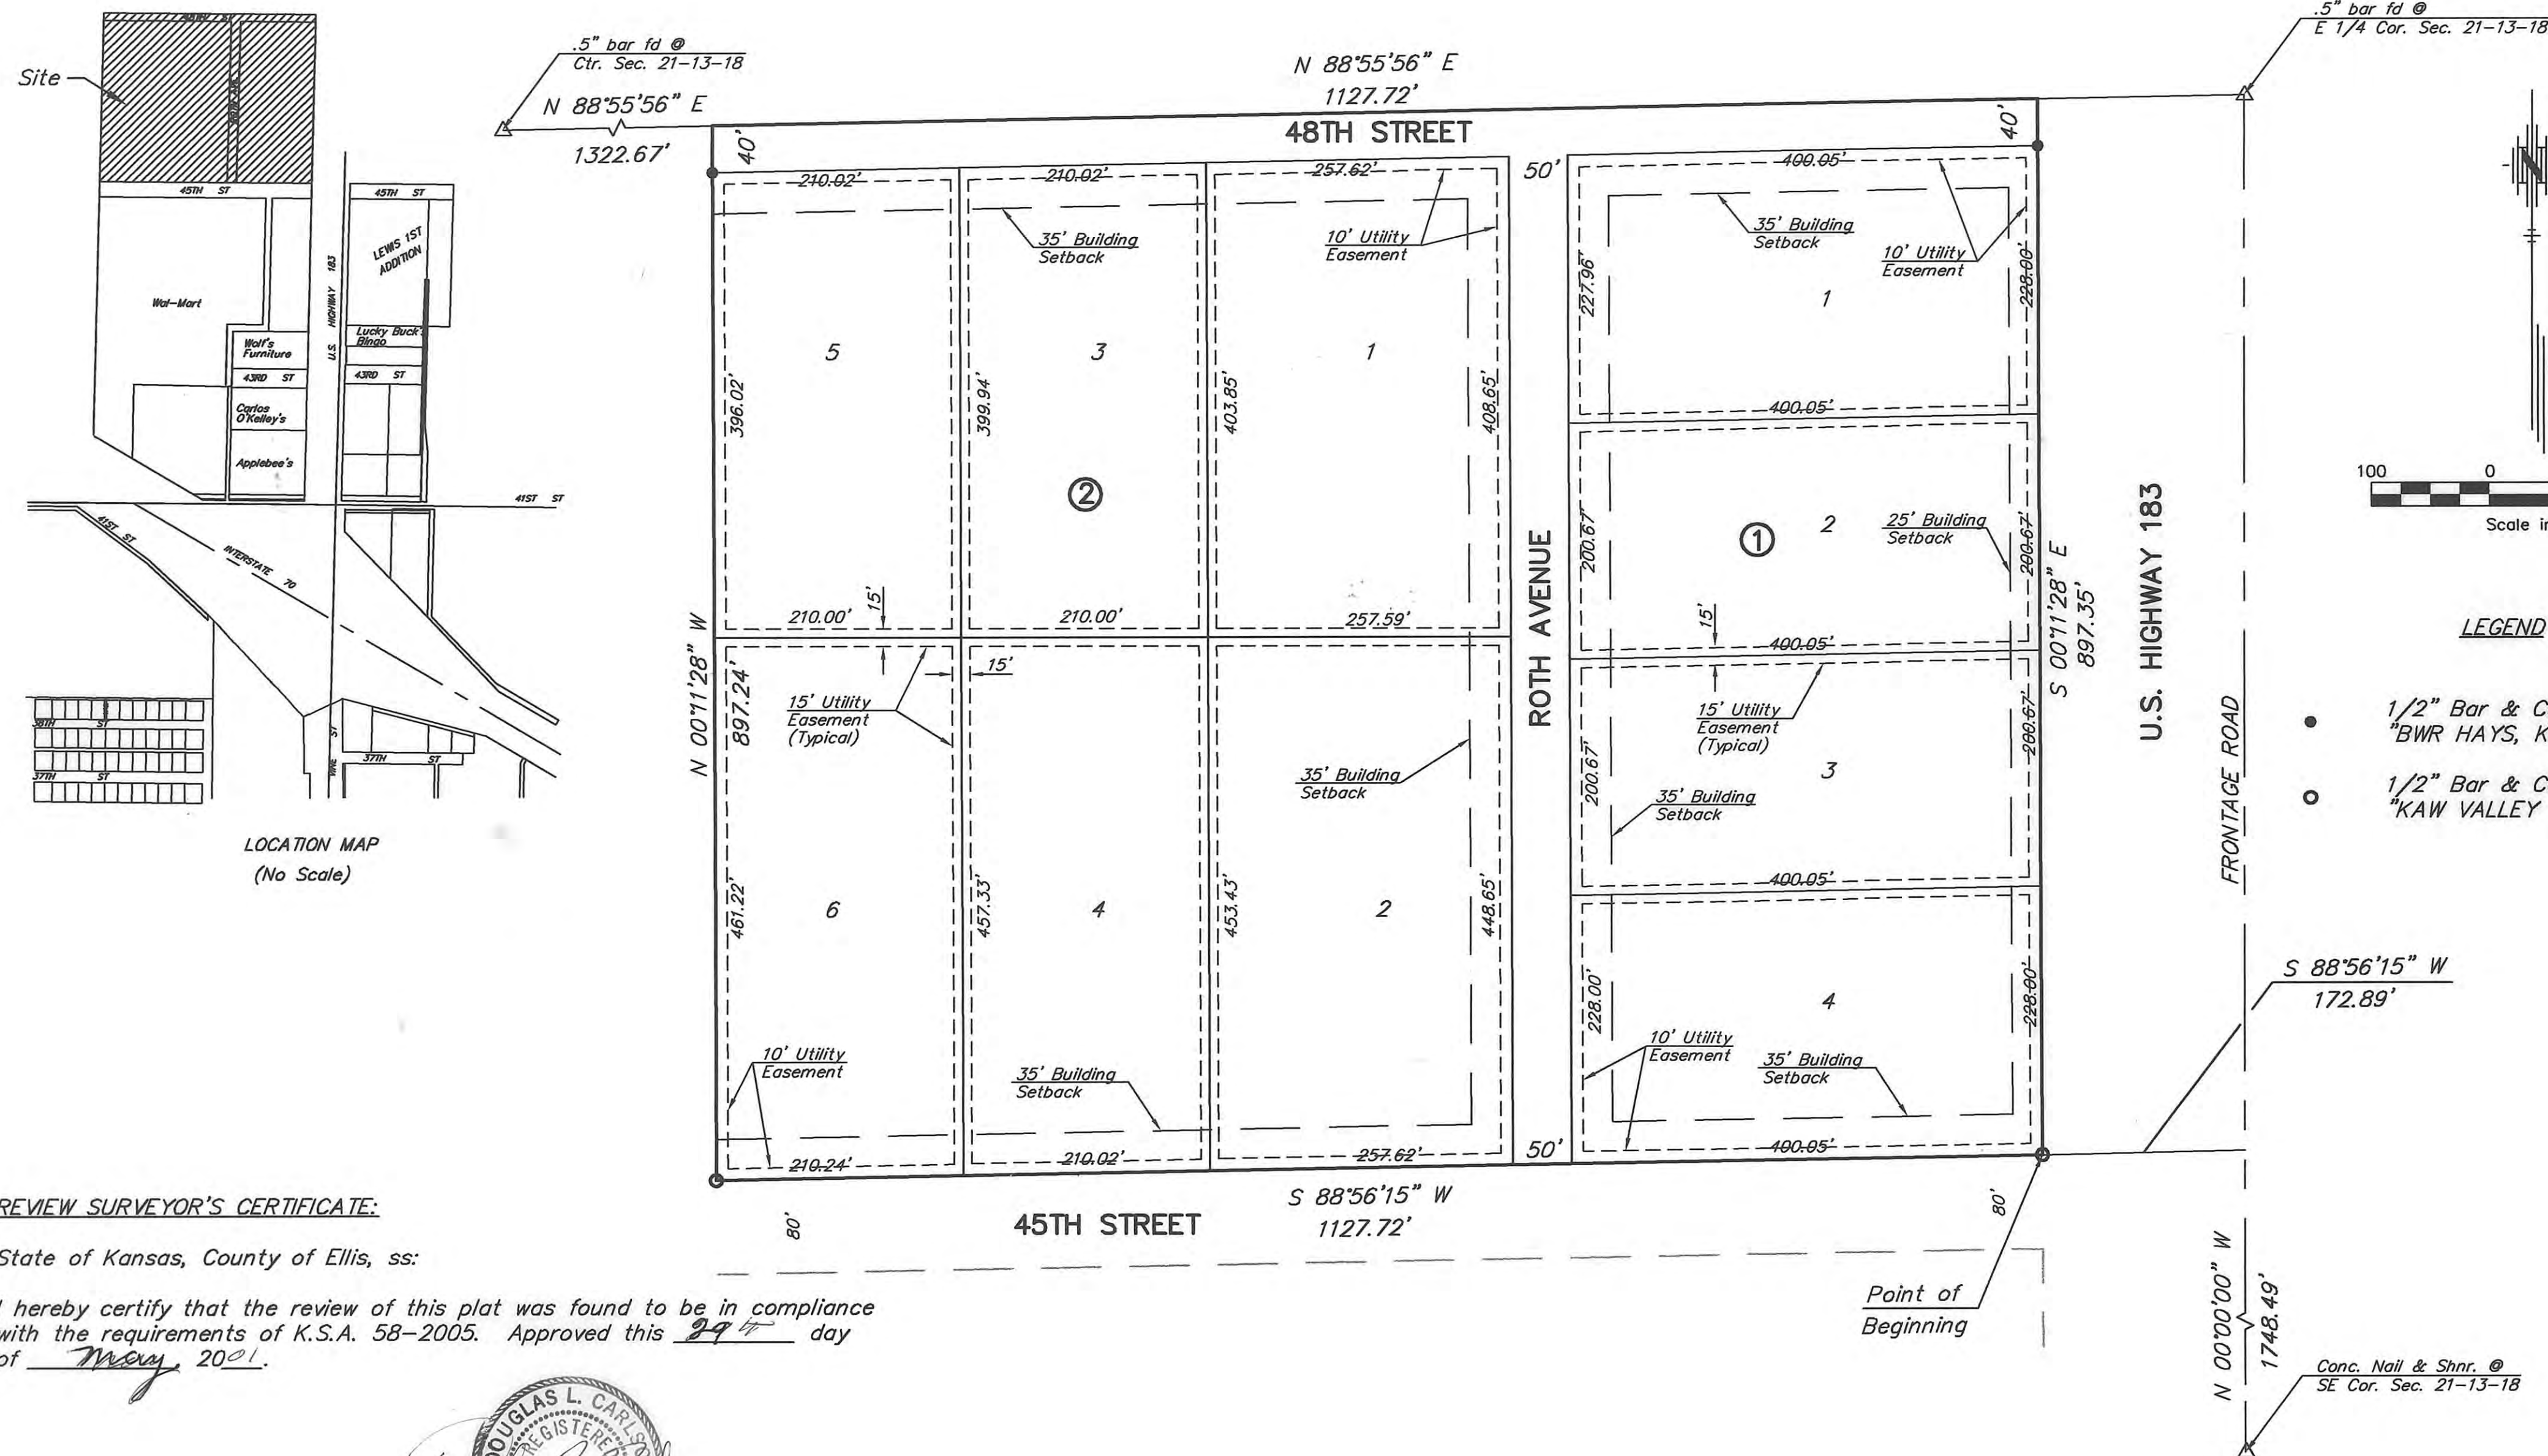 Site
45TH ST
45TH ST
LEWIS 1ST
ADDITION
U.S. HIGHWAY 183
Wal-Mart
Lucky Buck's
Bingo
Wolf's
Furniture
43RD ST
43RD ST
Carlos
O'Kelley's
Applebee's
41ST ST
41ST ST
INTERSTATE 70
38TH ST
37TH ST
VINE ST
37TH ST
LOCATION MAP
(No Scale)
.5" bar fd @
Ctr. Sec. 21-13-18
N 88°55'56" E
1322.67'
N 88°55'56" E
1127.72'
.5" bar fd @
E 1/4 Cor. Sec. 21-13-18
48TH STREET
40'
40'
210.02'
210.02'
257.62'
50'
400.05'
35' Building
Setback
10' Utility
Easement
35' Building
Setback
10' Utility
Easement
5
3
1
1
396.02'
399.94'
403.85'
408.65'
227.96'
228.00'
400.05'
2
1
2
25' Building
Setback
200.67'
200.67'
210.00'
15'
210.00'
257.59'
15'
400.05'
15'
15' Utility
Easement
(Typical)
15' Utility
Easement
(Typical)
35' Building
Setback
35' Building
Setback
3
200.67'
200.67'
400.05'
N 00°11'28" W
897.24'
ROTH AVENUE
S 00°11'28" E
897.35'
U.S. HIGHWAY 183
FRONTAGE ROAD
6
4
2
4
461.22'
457.33'
453.43'
448.65'
228.00'
228.00'
10' Utility
Easement
35' Building
Setback
10' Utility
Easement
35' Building
Setback
210.24'
210.02'
257.62'
50'
400.05'
S 88°56'15" W
1127.72'
45TH STREET
80'
80'
Point of
Beginning
S 88°56'15" W
172.89'
N 00°00'00" W
1748.49'
Conc. Nail & Shnr. @
SE Cor. Sec. 21-13-18
N
100 0
Scale i
LEGEND
1/2" Bar & C
"BWR HAYS, K
1/2" Bar & C
"KAW VALLEY
REVIEW SURVEYOR'S CERTIFICATE:
State of Kansas, County of Ellis, ss:
I hereby certify that the review of this plat was found to be in compliance
with the requirements of K.S.A. 58-2005. Approved this 29th day
of May, 2001.
DOUGLAS L. CARLSO
REGISTERED